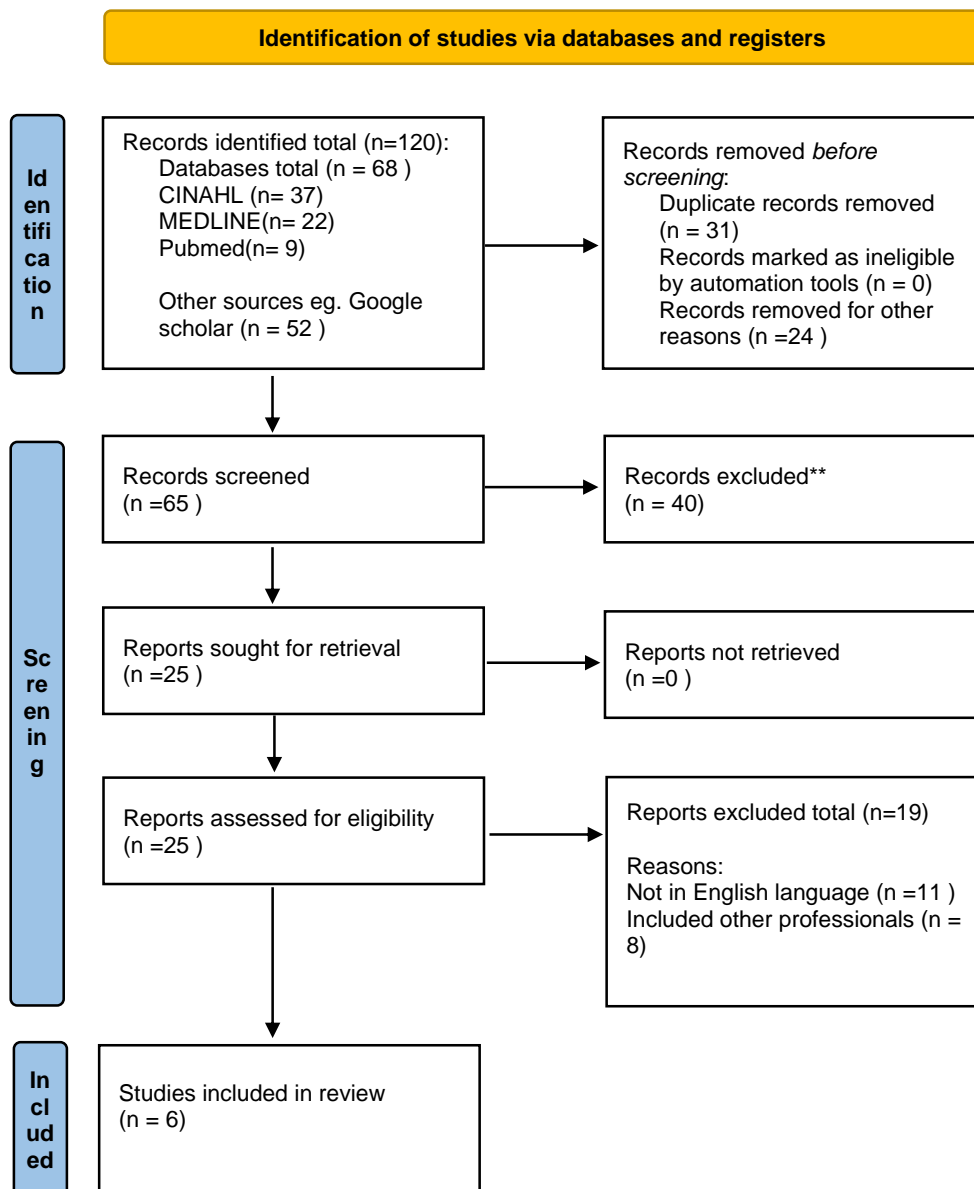 Identification of studies via databases and registers
Id
en
tifi
ca
tio
n
Records identified total (n=120):
Databases total (n = 68 )
CINAHL (n= 37)
MEDLINE(n= 22)
Pubmed(n= 9)
Other sources eg. Google
scholar (n = 52 )
Records removed before
screening:
Duplicate records removed
(n = 31)
Records marked as ineligible
by automation tools (n = 0)
Records removed for other
reasons (n =24 )
Sc
re
en
in
g
Records screened
(n =65 )
Records excluded**
(n = 40)
Reports sought for retrieval
(n =25 )
Reports not retrieved
(n =0 )
Reports assessed for eligibility
(n =25 )
Reports excluded total (n=19)
Reasons:
Not in English language (n =11 )
Included other professionals (n =
8)
In
cl
ud
ed
Studies included in review
(n = 6)